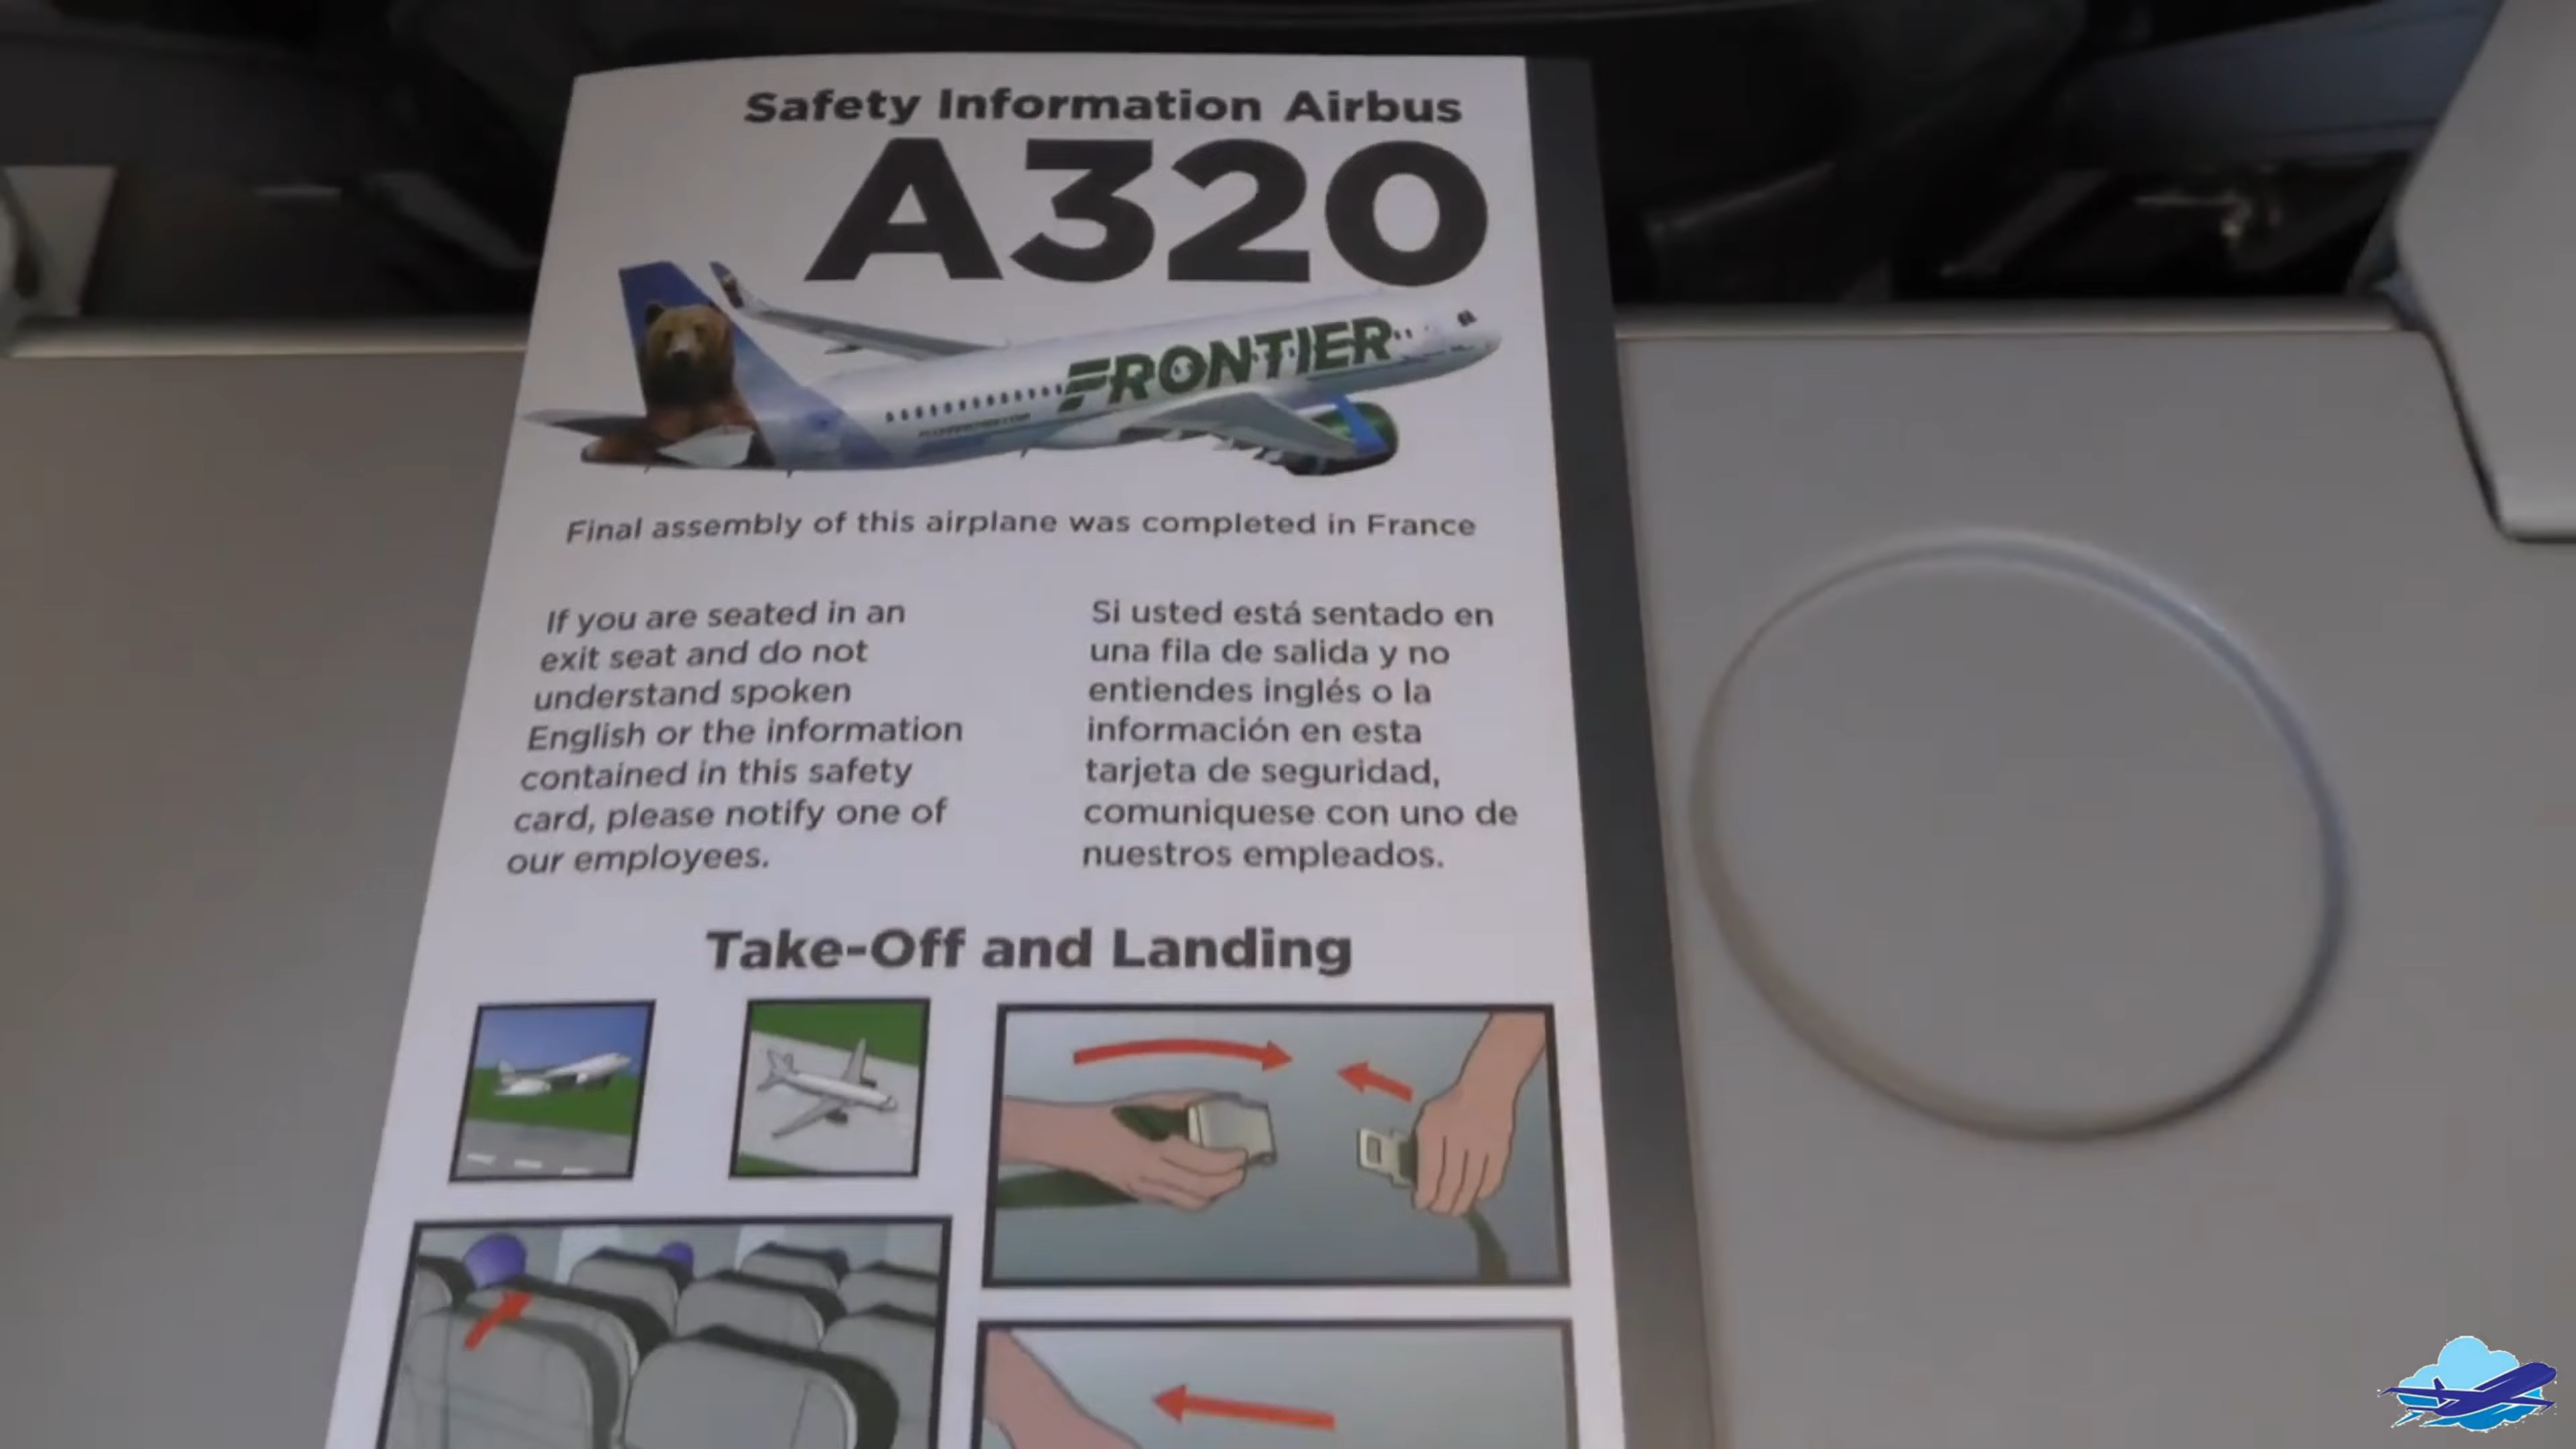 Safety Information Airbus
A320
FRONTIER
Final assembly of this airplane was completed in France
If you are seated in an
exit seat and do not
understand spoken
English or the information
contained in this safety
card, please notify one of
our employees.
Si usted está sentado en
una fila de salida y no
entiendes inglés o la
información en esta
tarjeta de seguridad,
comuniquese con uno de
nuestros empleados.
Take-Off and Landing